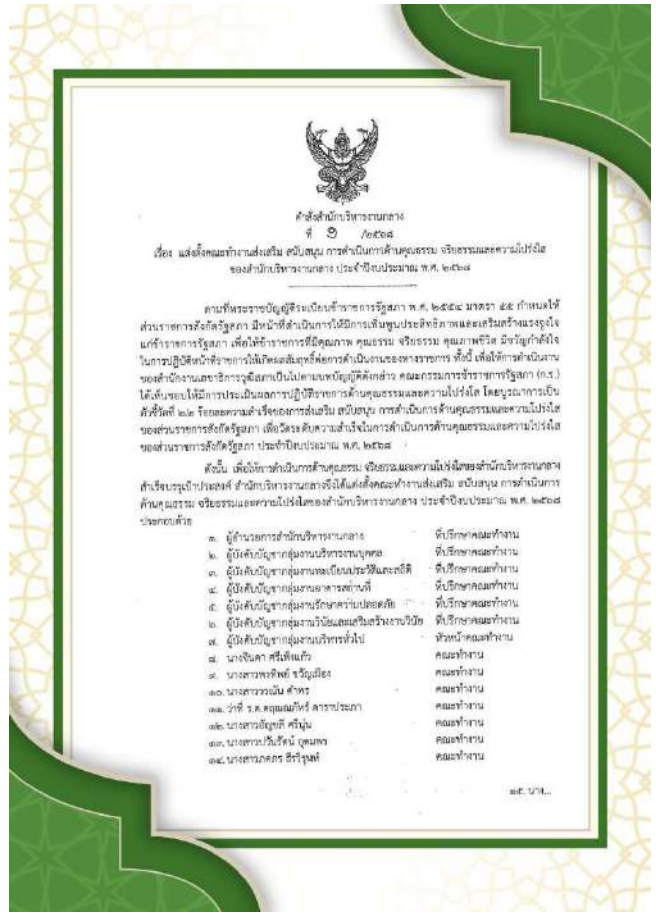 คำสั่งสำนักบริหารงานกลาง
ที่ ๑ /๒๕๖๘
เรื่อง แต่งตั้งคณะทำงานส่งเสริม สนับสนุน การดำเนินการด้านคุณธรรม จริยธรรมและความโปร่งใส
ของสำนักบริหารงานกลาง ประจำปีงบประมาณ พ.ศ. ๒๕๖๘
ตามที่พระราชบัญญัติระเบียบข้าราชการรัฐสภา พ.ศ. ๒๕๕๔ มาตรา ๕๕ กำหนดให้
ส่วนราชการสังกัดรัฐสภา มีหน้าที่ดำเนินการให้มีการเพิ่มพูนประสิทธิภาพและเสริมสร้างแรงจูงใจ
แก่ข้าราชการรัฐสภา เพื่อให้ข้าราชการที่มีคุณภาพ คุณธรรม จริยธรรม คุณภาพชีวิต มีขวัญกำลังใจ
ในการปฏิบัติหน้าที่ราชการให้เกิดผลสัมฤทธิ์ต่อการดำเนินงานของทางราชการ ทั้งนี้ เพื่อให้การดำเนินงาน
ของสำนักงานเลขาธิการวุฒิสภาเป็นไปตามบทบัญญัติดังกล่าว คณะกรรมการข้าราชการรัฐสภา (ก.ร.)
ได้เห็นชอบให้มีการประเมินผลการปฏิบัติราชการด้านคุณธรรมและความโปร่งใส โดยบูรณาการเป็น
ตัวชี้วัดที่ ๒.๒ ร้อยละความสำเร็จของการส่งเสริม สนับสนุน การดำเนินการด้านคุณธรรมและความโปร่งใส
ของส่วนราชการสังกัดรัฐสภา เพื่อวัดระดับความสำเร็จในการดำเนินการด้านคุณธรรมและความโปร่งใส
ของส่วนราชการสังกัดรัฐสภา ประจำปีงบประมาณ พ.ศ. ๒๕๖๘
ดังนั้น เพื่อให้การดำเนินการด้านคุณธรรม จริยธรรมและความโปร่งใสของสำนักบริหารงานกลาง
สำเร็จบรรลุเป้าประสงค์ สำนักบริหารงานกลางจึงได้แต่งตั้งคณะทำงานส่งเสริม สนับสนุน การดำเนินการ
ด้านคุณธรรม จริยธรรมและความโปร่งใสของสำนักบริหารงานกลาง ประจำปีงบประมาณ พ.ศ. ๒๕๖๘
ประกอบด้วย
๑. ผู้อำนวยการสำนักบริหารงานกลาง ที่ปรึกษาคณะทำงาน
๒. ผู้บังคับบัญชากลุ่มงานบริหารงานบุคคล ที่ปรึกษาคณะทำงาน
๓. ผู้บังคับบัญชากลุ่มงานทะเบียนประวัติและสถิติ ที่ปรึกษาคณะทำงาน
๔. ผู้บังคับบัญชากลุ่มงานอาคารสถานที่ ที่ปรึกษาคณะทำงาน
๕. ผู้บังคับบัญชากลุ่มงานรักษาความปลอดภัย ที่ปรึกษาคณะทำงาน
๖. ผู้บังคับบัญชากลุ่มงานวินัยและเสริมสร้างงานวินัย ที่ปรึกษาคณะทำงาน
๗. ผู้บังคับบัญชากลุ่มงานบริหารทั่วไป หัวหน้าคณะทำงาน
๘. นางจินดา ศรีเพ็งแก้ว คณะทำงาน
๙. นางสาวพรทิพย์ ขวัญเมือง คณะทำงาน
๑๐. นางสาววรณัน คำพร คณะทำงาน
๑๑. ว่าที่ ร.ต. ดาราประภา คณะทำงาน
๑๒. นางสาวอัญชลี ศรีนุ่น คณะทำงาน
๑๓. นางสาวปวันรัตน์ อุดมพร คณะทำงาน
๑๔. นางสาวภคภร ธีรวิรุฬห์ คณะทำงาน
๑๕. นาง...